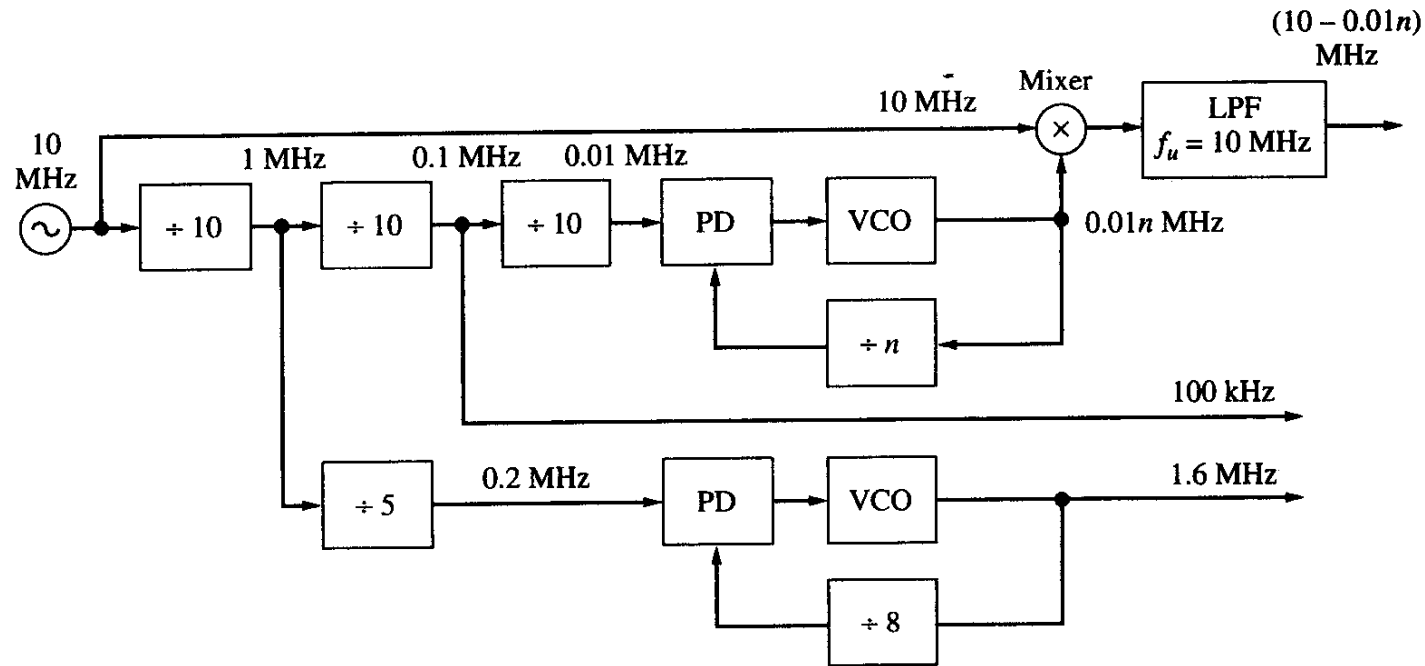 (10 – 0.01n)
MHz
Mixer
10 MHz
LPF
f_u = 10 MHz
10
MHz
1 MHz
0.1 MHz
0.01 MHz
÷ 10
÷ 10
÷ 10
PD
VCO
0.01n MHz
÷ n
100 kHz
÷ 5
0.2 MHz
PD
VCO
1.6 MHz
÷ 8